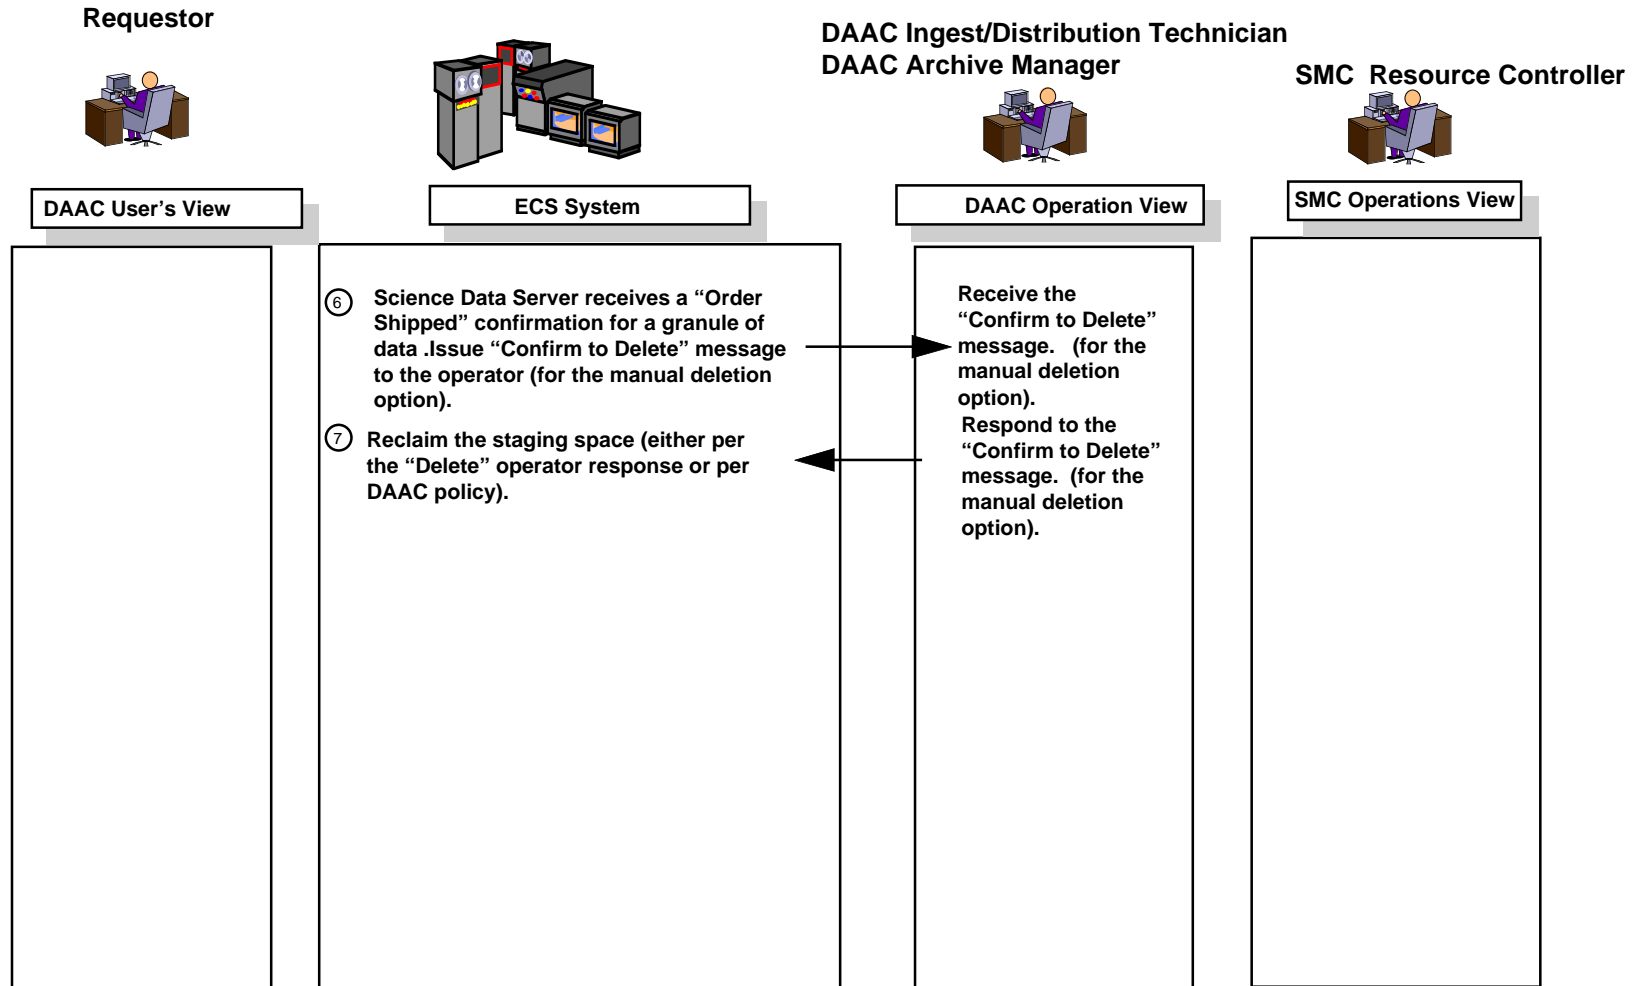 Requestor
DAAC Ingest/Distribution Technician
DAAC Archive Manager
SMC  Resource Controller
DAAC User’s View
ECS System
DAAC Operation View
SMC Operations View
6
Science Data Server receives a “Order
Shipped” confirmation for a granule of
data .Issue “Confirm to Delete” message
to the operator (for the manual deletion
option).
7
Reclaim the staging space (either per
the “Delete” operator response or per
DAAC policy).
Receive the
“Confirm to Delete”
message.   (for the
manual deletion
option).
Respond to the
“Confirm to Delete”
message.  (for the
manual deletion
option).